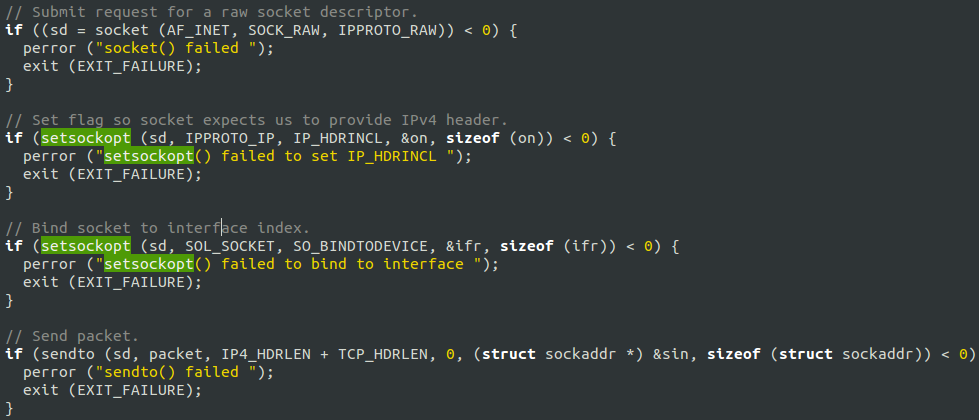 // Submit request for a raw socket descriptor.
if ((sd = socket (AF_INET, SOCK_RAW, IPPROTO_RAW)) < 0) {
  perror ("socket() failed ");
  exit (EXIT_FAILURE);
}

// Set flag so socket expects us to provide IPv4 header.
if (setsockopt (sd, IPPROTO_IP, IP_HDRINCL, &on, sizeof (on)) < 0) {
  perror ("setsockopt() failed to set IP_HDRINCL ");
  exit (EXIT_FAILURE);
}

// Bind socket to interface index.
if (setsockopt (sd, SOL_SOCKET, SO_BINDTODEVICE, &ifr, sizeof (ifr)) < 0) {
  perror ("setsockopt() failed to bind to interface ");
  exit (EXIT_FAILURE);
}

// Send packet.
if (sendto (sd, packet, IP4_HDRLEN + TCP_HDRLEN, 0, (struct sockaddr *) &sin, sizeof (struct sockaddr)) < 0)
  perror ("sendto() failed ");
  exit (EXIT_FAILURE);
}